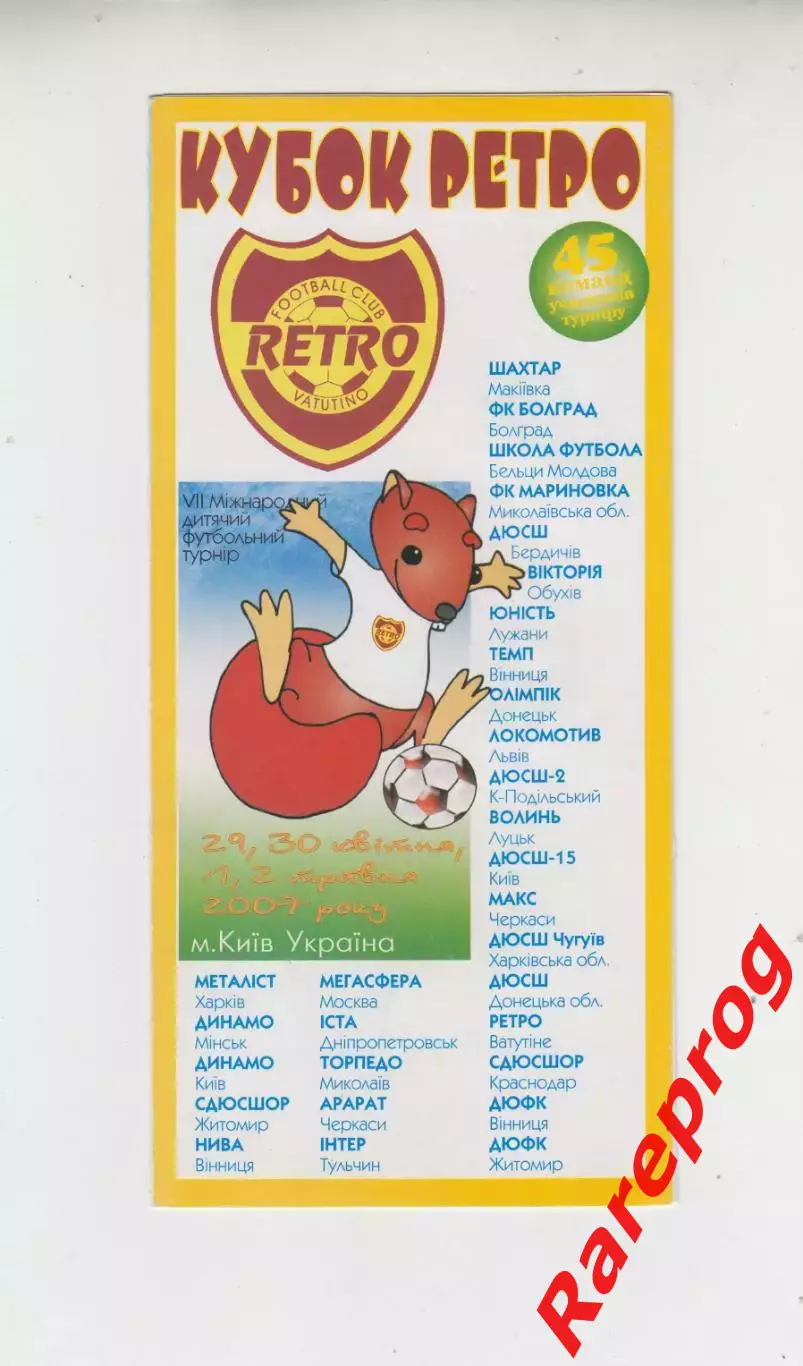 КУБОК РЕТРО
FOOTBALL CLUB
RETRO
VATUTINO
45
команд
учасників
турніру
VII Міжнародний
дитячий
футбольний
турнір
RETRO
29, 30 квітня,
1, 2 травня
2007 року
м.Київ Україна
ШАХТАР
Макіївка
ФК БОЛГРАД
Болград
ШКОЛА ФУТБОЛА
Бельци Молдова
ФК МАРИНОВКА
Миколаївська обл.
ДЮСШ
Бердичів
ВІКТОРІЯ
Обухів
ЮНІСТЬ
Лужани
ТЕМП
Вінниця
ОЛІМПІК
Донецьк
ЛОКОМОТИВ
Львів
ДЮСШ-2
К-Подільський
ВОЛИНЬ
Луцьк
ДЮСШ-15
Київ
МАКС
Черкаси
ДЮСШ Чугуїв
Харківська обл.
ДЮСШ
Донецька обл.
РЕТРО
Ватутіне
СДЮСШОР
Краснодар
ДЮФК
Вінниця
ДЮФК
Житомир
МЕТАЛІСТ
Харків
ДИНАМО
Мінськ
ДИНАМО
Київ
СДЮСШОР
Житомир
НИВА
Вінниця
МЕГАСФЕРА
Москва
ІСТА
Дніпропетровськ
ТОРПЕДО
Миколаїв
АРАРАТ
Черкаси
ІНТЕР
Тульчин
Rareprog